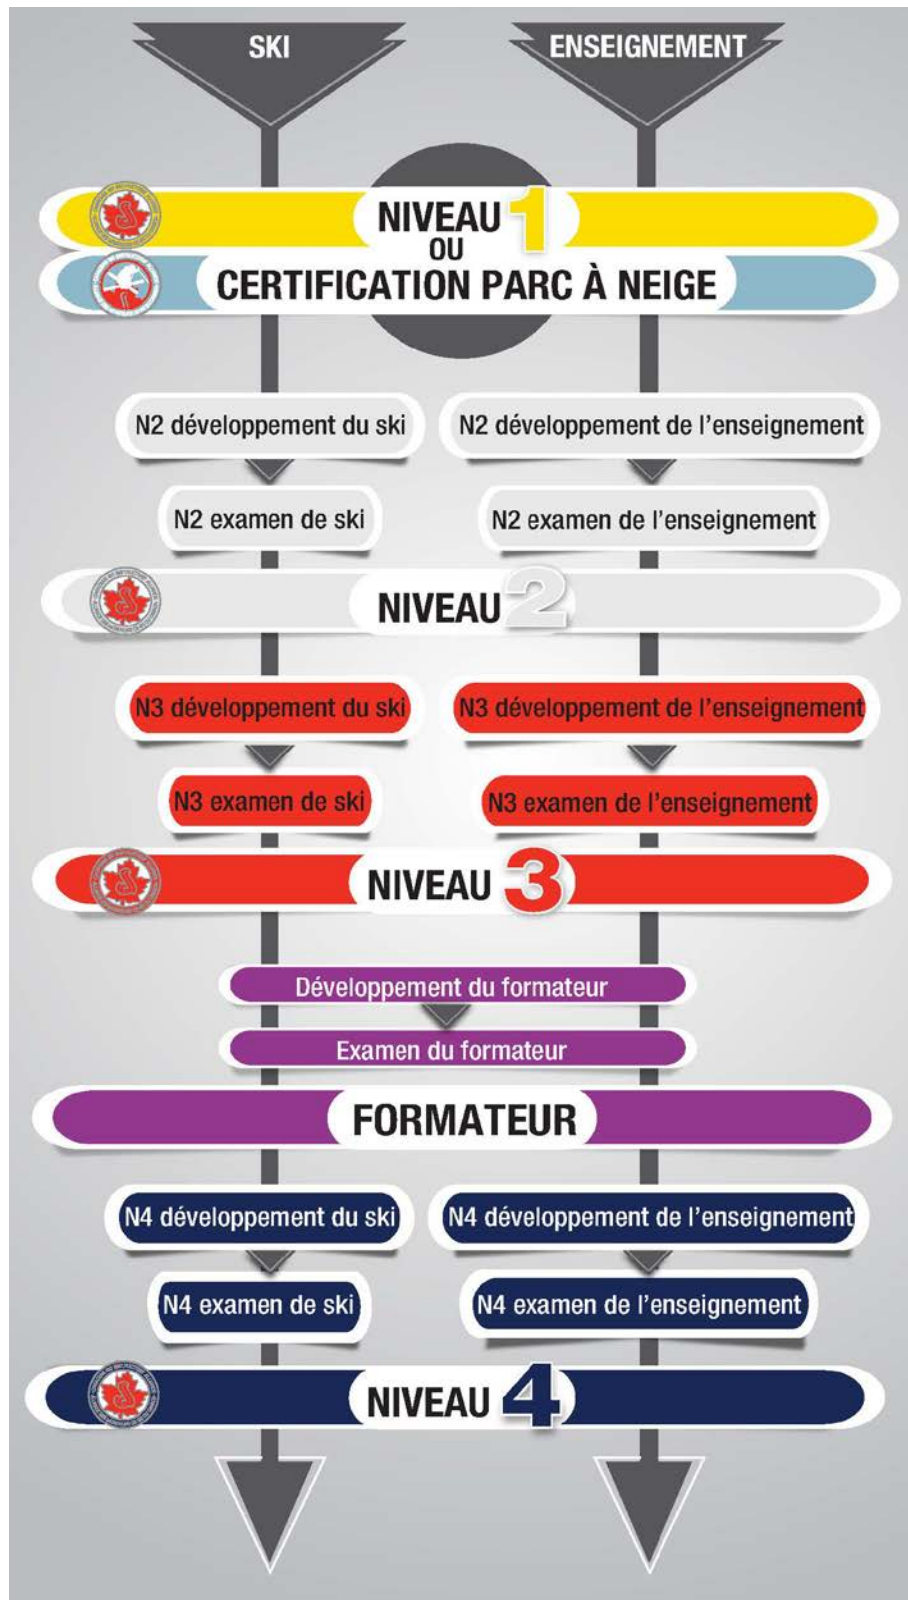 SKI
ENSEIGNEMENT
NIVEAU 1
OU
CERTIFICATION PARC À NEIGE
N2 développement du ski
N2 développement de l'enseignement
N2 examen de ski
N2 examen de l'enseignement
NIVEAU 2
N3 développement du ski
N3 développement de l'enseignement
N3 examen de ski
N3 examen de l'enseignement
NIVEAU 3
Développement du formateur
Examen du formateur
FORMATEUR
N4 développement du ski
N4 développement de l'enseignement
N4 examen de ski
N4 examen de l'enseignement
NIVEAU 4